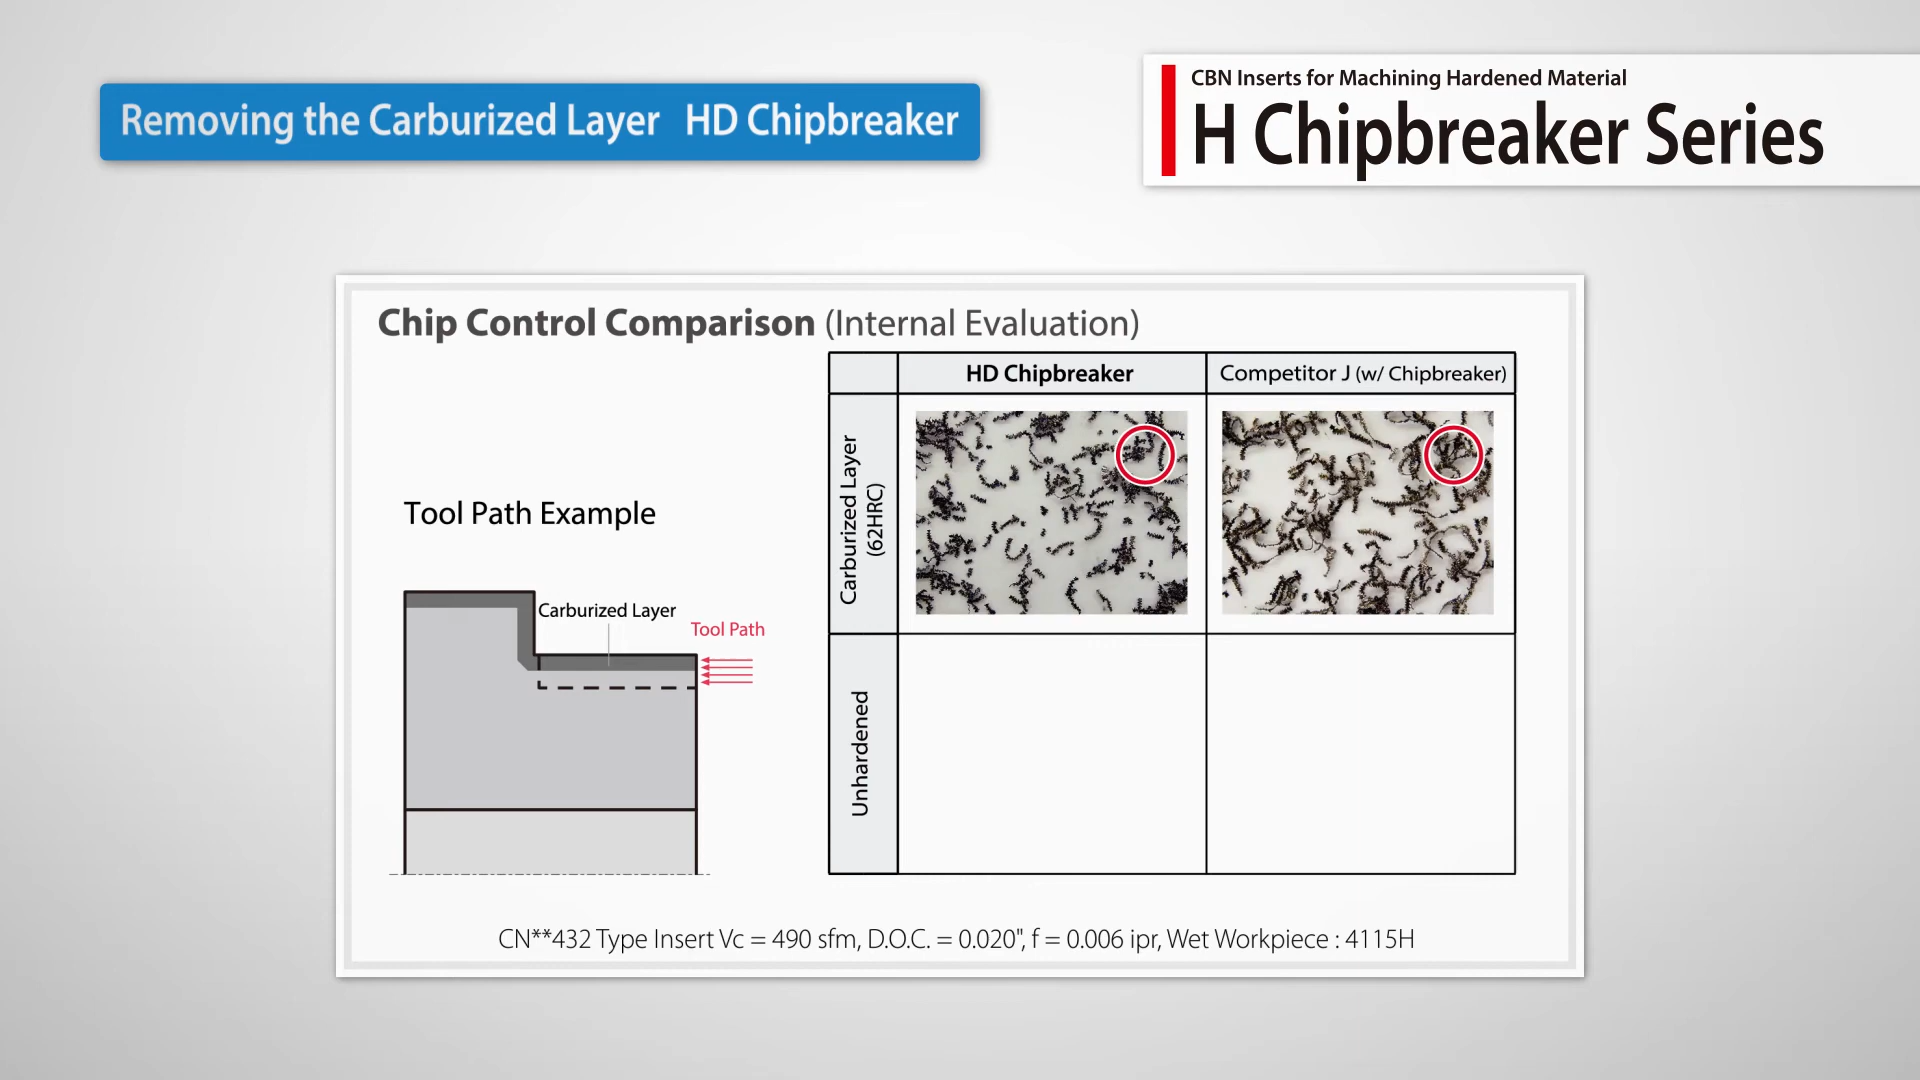 Removing the Carburized Layer HD Chipbreaker
CBN Inserts for Machining Hardened Material
H Chipbreaker Series
Chip Control Comparison (Internal Evaluation)
HD Chipbreaker
Competitor J (w/ Chipbreaker)
Carburized Layer
(62HRC)
Unhardened
Tool Path Example
Carburized Layer
Tool Path
CN**432 Type Insert Vc = 490 sfm, D.O.C. = 0.020", f = 0.006 ipr, Wet Workpiece : 4115H